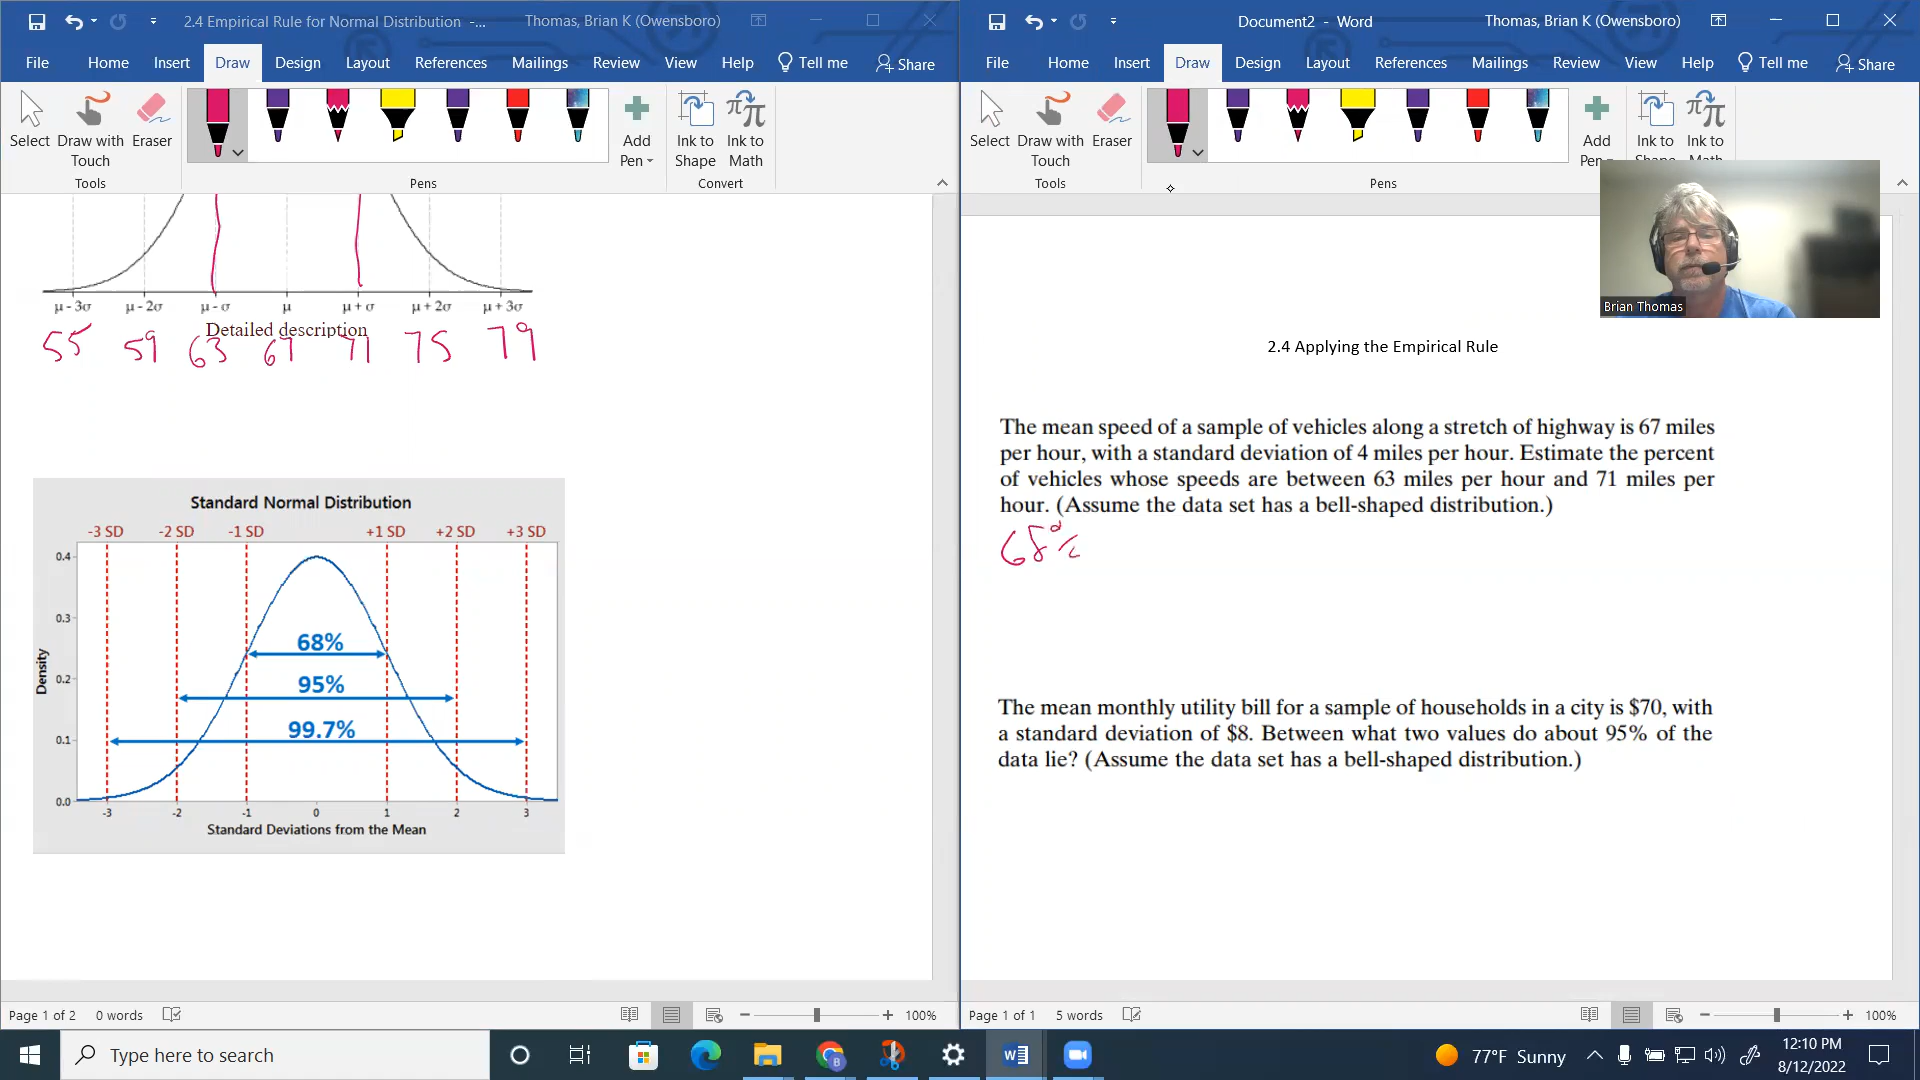 2.4 Empirical Rule for Normal Distribution -...
Thomas, Brian K (Owensboro)
File Home Insert Draw Design Layout References Mailings Review View Help Tell me Share
Select
Draw with Touch
Eraser
Add Pen
Ink to Shape
Ink to Math
Tools
Pens
Convert
μ - 3σ μ - 2σ μ - σ μ μ + σ μ + 2σ μ + 3σ
Detailed description
55 59 63 67 71 75 79
Standard Normal Distribution
-3 SD -2 SD -1 SD +1 SD +2 SD +3 SD
0.4
0.3
0.2
0.1
0.0
Density
68%
95%
99.7%
-3 -2 -1 0 1 2 3
Standard Deviations from the Mean
Page 1 of 2 0 words
100%
Document2 - Word
Thomas, Brian K (Owensboro)
File Home Insert Draw Design Layout References Mailings Review View Help Tell me Share
Select
Draw with Touch
Eraser
Add Pen
Ink to Shape
Ink to Math
Tools
Pens
Brian Thomas
2.4 Applying the Empirical Rule
The mean speed of a sample of vehicles along a stretch of highway is 67 miles
per hour, with a standard deviation of 4 miles per hour. Estimate the percent
of vehicles whose speeds are between 63 miles per hour and 71 miles per
hour. (Assume the data set has a bell-shaped distribution.)
68%
The mean monthly utility bill for a sample of households in a city is $70, with
a standard deviation of $8. Between what two values do about 95% of the
data lie? (Assume the data set has a bell-shaped distribution.)
Page 1 of 1 5 words
100%
Type here to search
77°F Sunny
12:10 PM
8/12/2022